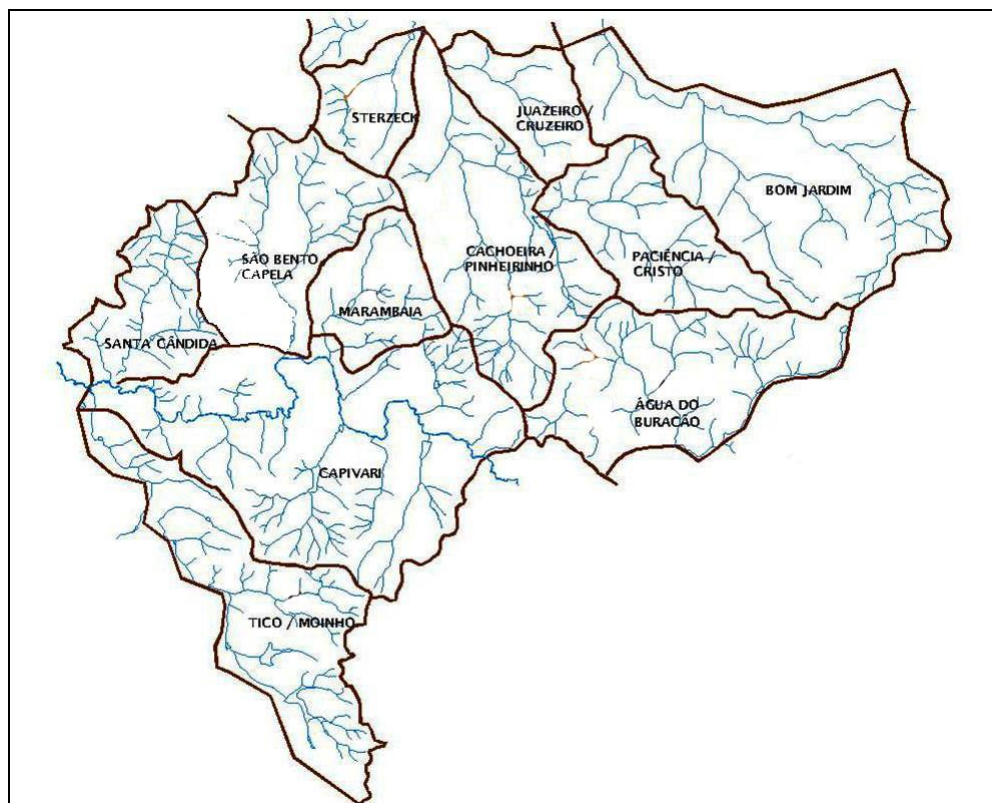 STERZECK
JUAZEIRO /
CRUZEIRO
BOM JARDIM
SÃO BENTO
/CAPELA
CACHOEIRA /
PINHEIRINHO
PACIÊNCIA /
CRISTO
MARAMBAIA
SANTA CÂNDIDA
ÁGUA DO
BURACÃO
CAPIVARI
TICO / MOINHO